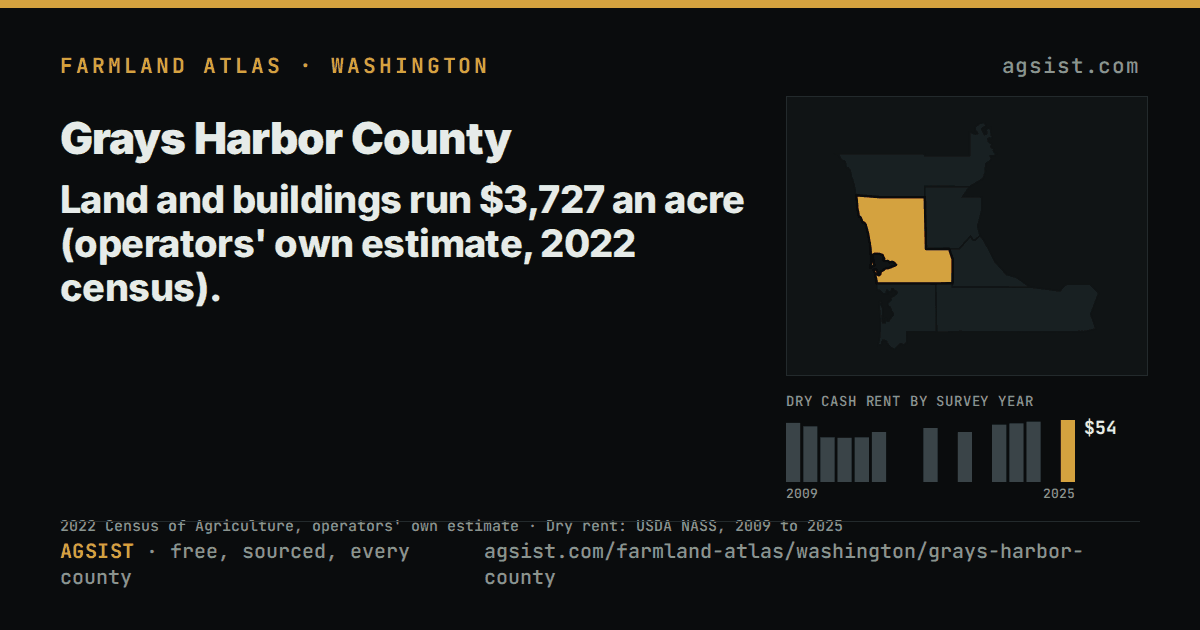 FARMLAND ATLAS · WASHINGTON
agsist.com
Grays Harbor County
Land and buildings run $3,727 an acre
(operators' own estimate, 2022
census).
DRY CASH RENT BY SURVEY YEAR
$54
2009
2025
2022 Census of Agriculture, operators' own estimate · Dry rent: USDA NASS, 2009 to 2025
AGSIST · free, sourced, every
county
agsist.com/farmland-atlas/washington/grays-harbor-
county